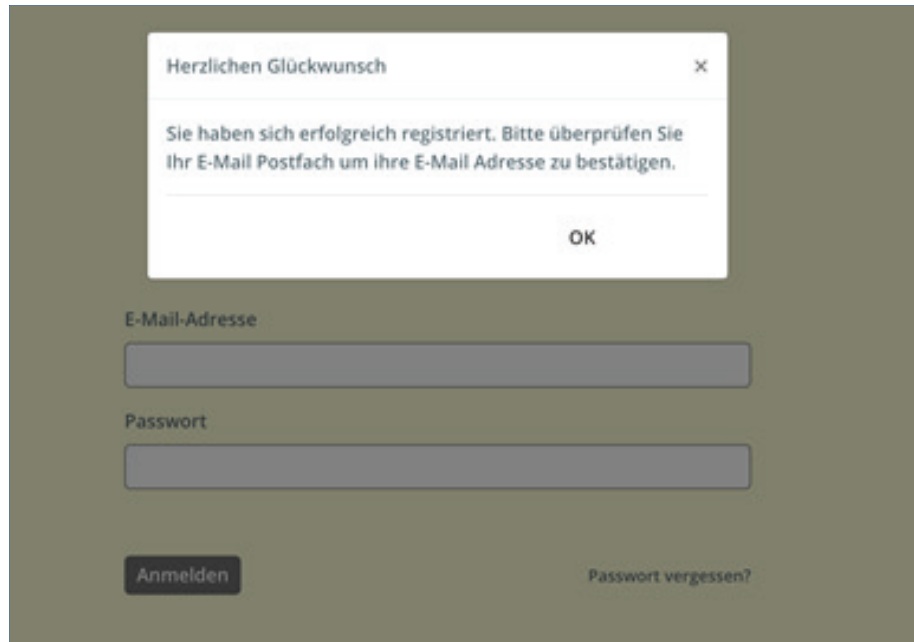 Herzlichen Glückwunsch ×
Sie haben sich erfolgreich registriert. Bitte überprüfen Sie
Ihr E-Mail Postfach um ihre E-Mail Adresse zu bestätigen.
OK
E-Mail-Adresse
Passwort
Anmelden Passwort vergessen?